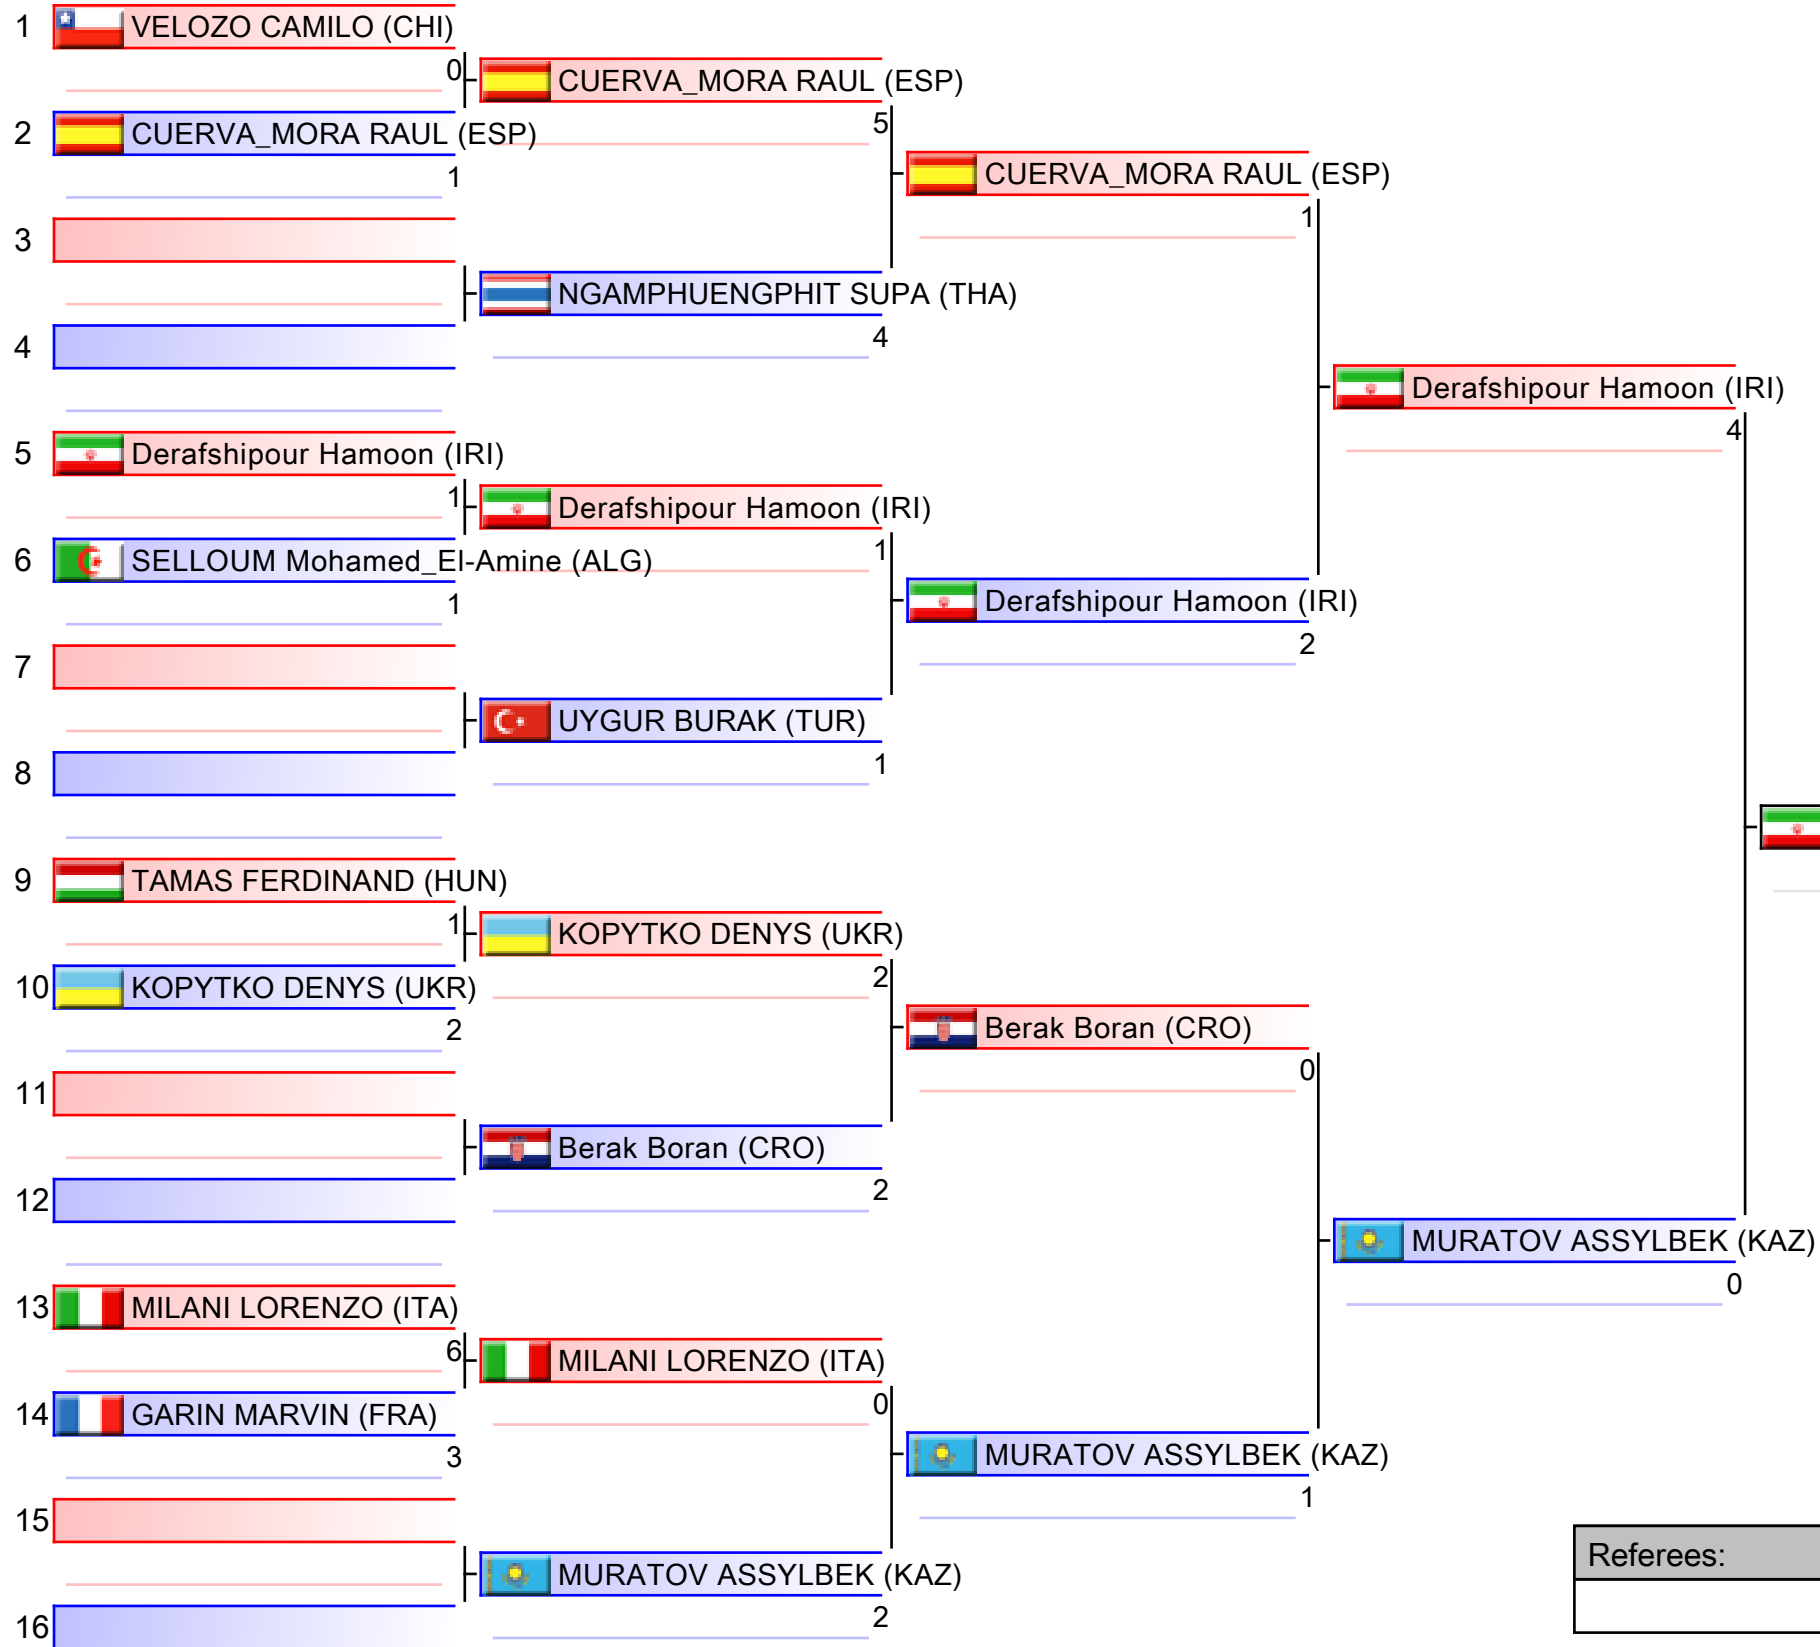 1 VELOZO CAMILO (CHI)
0
CUERVA_MORA RAUL (ESP)
5
2 CUERVA_MORA RAUL (ESP)
1
CUERVA_MORA RAUL (ESP)
1
3
NGAMPHUENGPHIT SUPA (THA)
4
4
Derafshipour Hamoon (IRI)
4
5 Derafshipour Hamoon (IRI)
1
Derafshipour Hamoon (IRI)
1
6 SELLOUM Mohamed_El-Amine (ALG)
1
Derafshipour Hamoon (IRI)
2
7
UYGUR BURAK (TUR)
1
8
9 TAMAS FERDINAND (HUN)
1
KOPYTKO DENYS (UKR)
2
10 KOPYTKO DENYS (UKR)
2
Berak Boran (CRO)
0
11
Berak Boran (CRO)
2
12
MURATOV ASSYLBEK (KAZ)
0
13 MILANI LORENZO (ITA)
6
MILANI LORENZO (ITA)
0
14 GARIN MARVIN (FRA)
3
MURATOV ASSYLBEK (KAZ)
1
15
MURATOV ASSYLBEK (KAZ)
2
16
Referees: